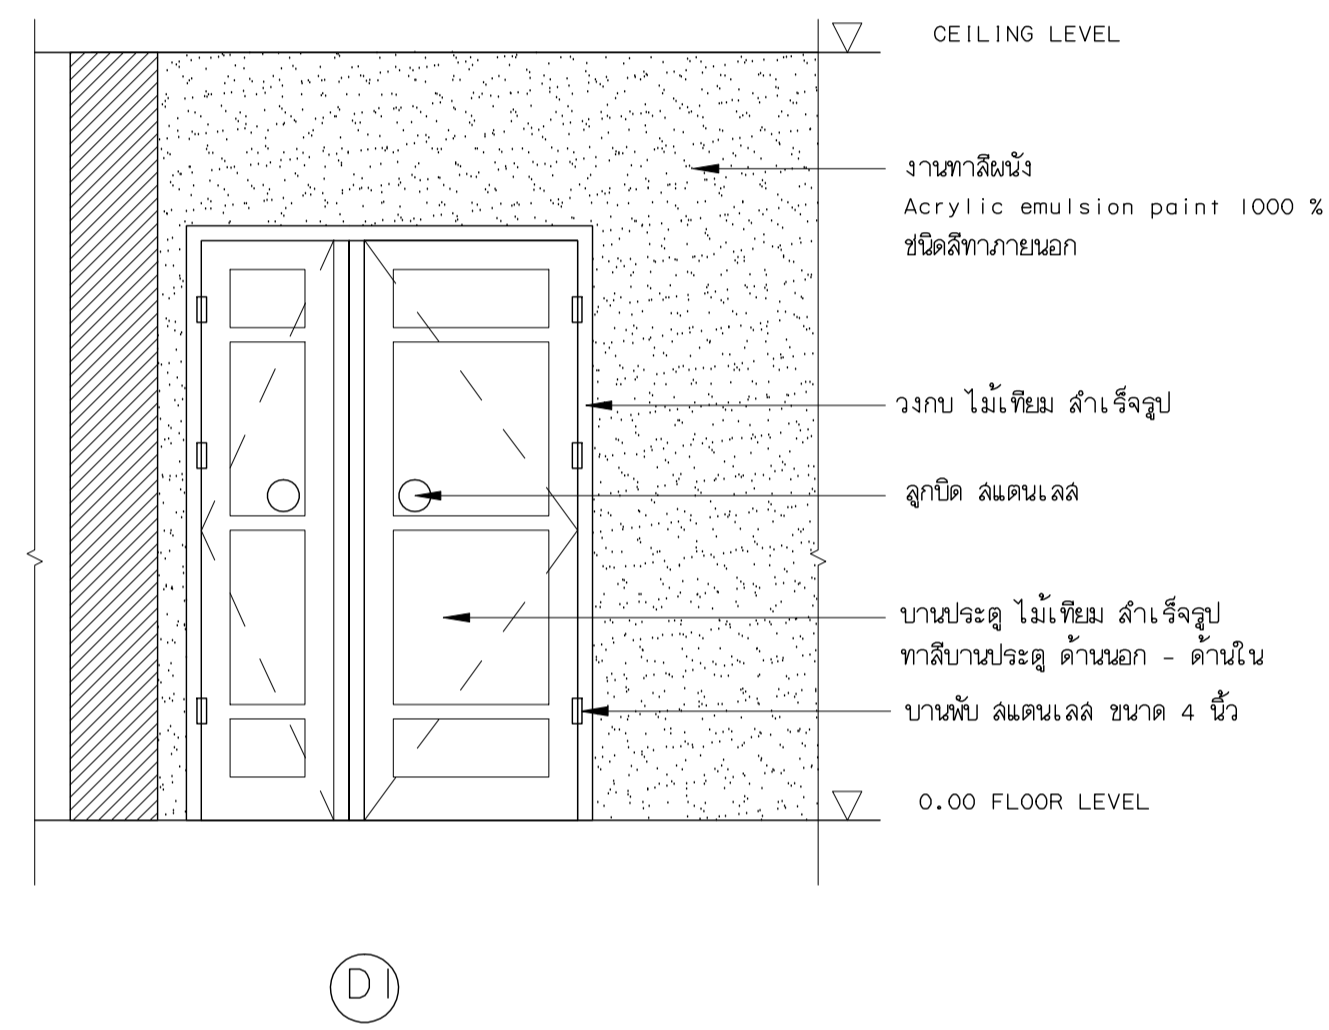 CEILING LEVEL
งานทาสีผนัง
Acrylic emulsion paint 1000 %
ชนิดสีทาภายนอก
วงกบ ไม้เทียม สำเร็จรูป
ลูกบิด สแตนเลส
บานประตู ไม้เทียม สำเร็จรูป
ทาสีบานประตู ด้านนอก - ด้านใน
บานพับ สแตนเลส ขนาด 4 นิ้ว
0.00 FLOOR LEVEL
D1